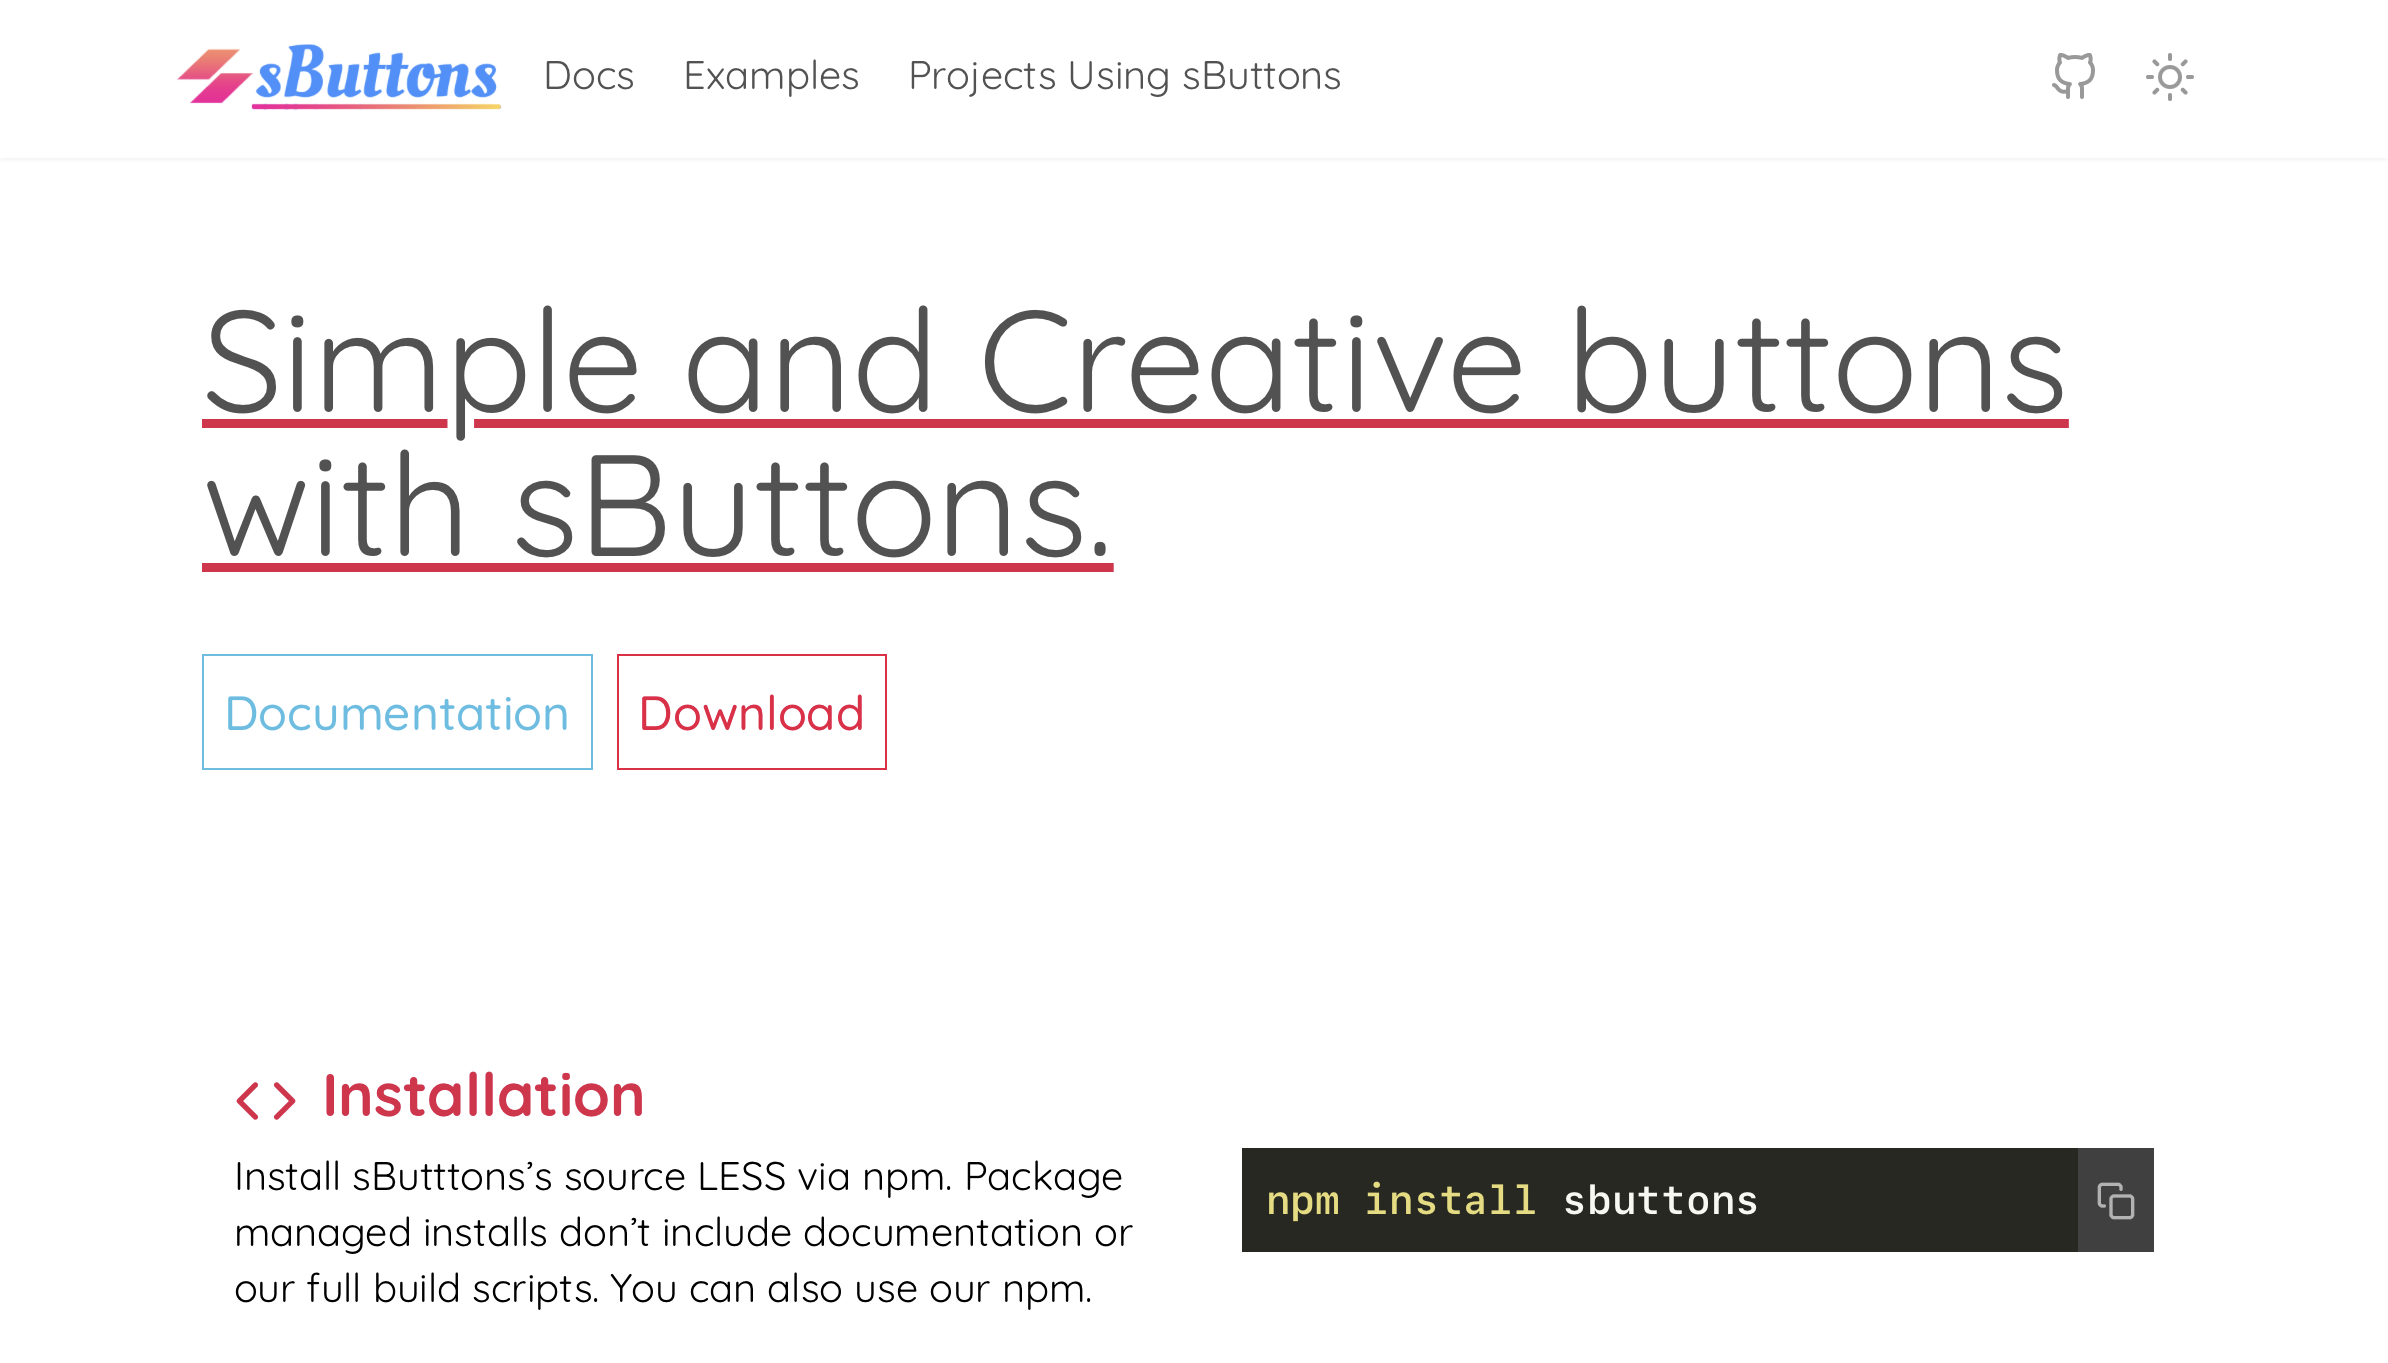 sButtons
Docs
Examples
Projects Using sButtons
Simple and Creative buttons
with sButtons.
Documentation
Download
Installation
Install sButttons’s source LESS via npm. Package
managed installs don’t include documentation or
our full build scripts. You can also use our npm.
npm install sbuttons